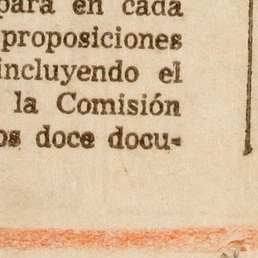 para en cada
proposiciones
incluyendo el
la Comisión
os doce docu-